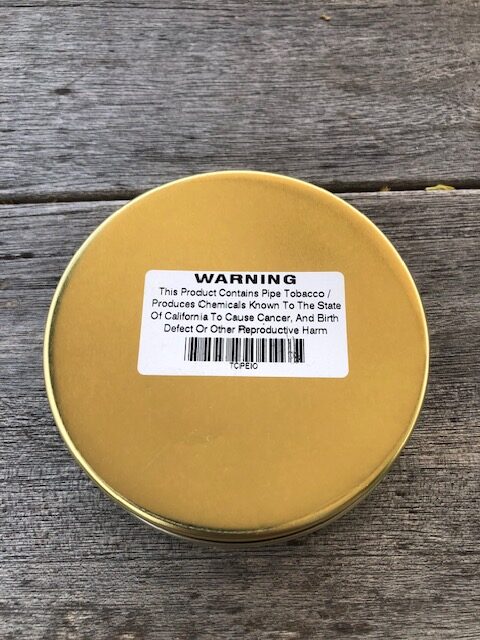 WARNING
This Product Contains Pipe Tobacco /
Produces Chemicals Known To The State
Of California To Cause Cancer, And Birth
Defect Or Other Reproductive Harm
TCIPEIO